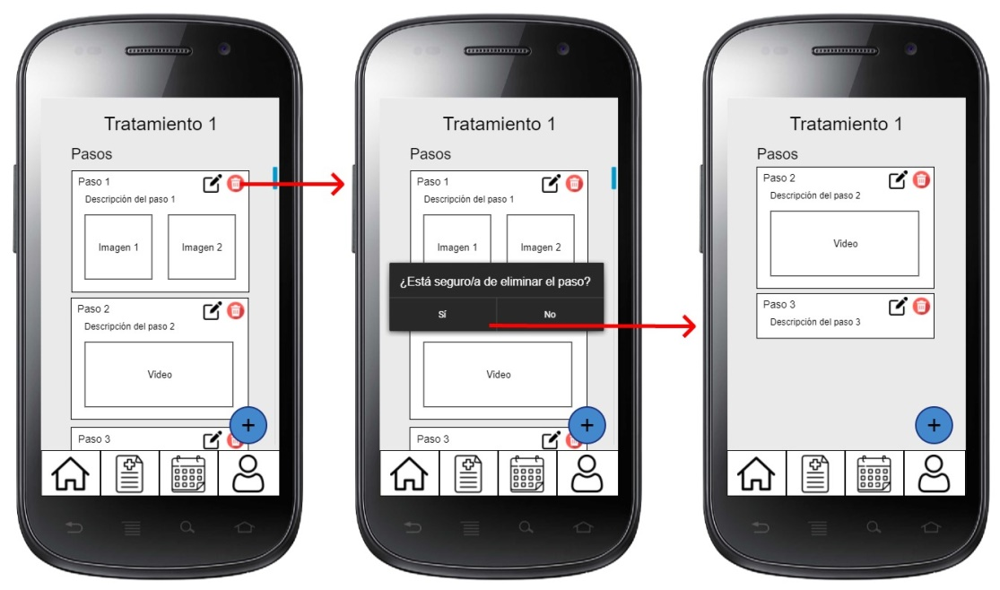 Tratamiento 1
Pasos
Paso 1
Descripción del paso 1
Imagen 1
Imagen 2
Paso 2
Descripción del paso 2
Video
+
Paso 3
Tratamiento 1
Pasos
Paso 1
Descripción del paso 1
Imagen 1
Imagen 2
¿Está seguro/a de eliminar el paso?
Sí
No
Video
+
Paso 3
Tratamiento 1
Pasos
Paso 2
Descripción del paso 2
Video
Paso 3
Descripción del paso 3
+